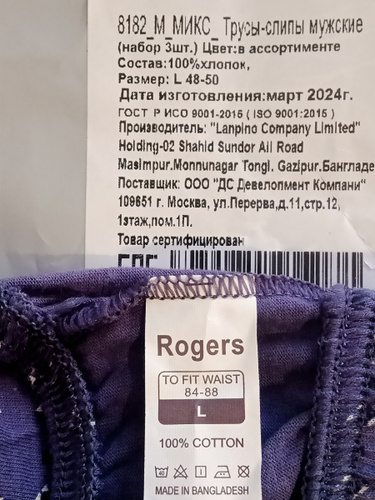 8182_М_МИКС_ Трусы-слипы мужские
(набор 3шт.) Цвет:в ассортименте
Состав:100%хлопок,
Размер: L 48-50
Дата изготовления:март 2024г.
ГОСТ Р ИСО 9001-2015 ( ISO 9001:2015 )
Производитель: "Lanpino Company Limited"
Holding-02 Shahid Sundor Ali Road
Masimpur.Monnunagar Tongi. Gazipur.Бангладе
Поставщик: ООО "ДС Девелопмент Компани"
109651 г. Москва, ул.Перерва,д.11,стр.12,
1этаж,пом.1П.
Товар сертифицирован
Rogers
TO FIT WAIST
84-88
L
100% COTTON
MADE IN BANGLADESH